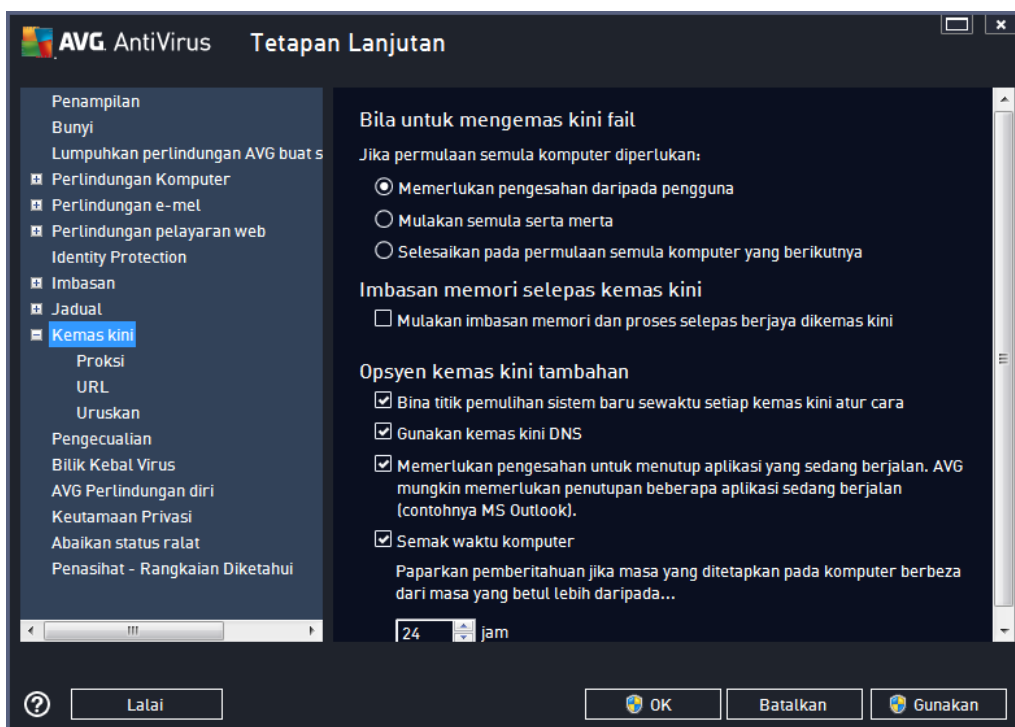 AVG. AntiVirus Tetapan Lanjutan
Penampilan
Bunyi
Lumpuhkan perlindungan AVG buat s
Perlindungan Komputer
Perlindungan e-mel
Perlindungan pelayaran web
Identity Protection
Imbasan
Jadual
Kemas kini
Proksi
URL
Uruskan
Pengecualian
Bilik Kebal Virus
AVG Perlindungan diri
Keutamaan Privasi
Abaikan status ralat
Penasihat - Rangkaian Diketahui
Bila untuk mengemas kini fail
Jika permulaan semula komputer diperlukan:
Memerlukan pengesahan daripada pengguna
Mulakan semula serta merta
Selesaikan pada permulaan semula komputer yang berikutnya
Imbasan memori selepas kemas kini
Mulakan imbasan memori dan proses selepas berjaya dikemas kini
Opsyen kemas kini tambahan
Bina titik pemulihan sistem baru sewaktu setiap kemas kini atur cara
Gunakan kemas kini DNS
Memerlukan pengesahan untuk menutup aplikasi yang sedang berjalan. AVG
mungkin memerlukan penutupan beberapa aplikasi sedang berjalan
(contohnya MS Outlook).
Semak waktu komputer
Paparkan pemberitahuan jika masa yang ditetapkan pada komputer berbeza
dari masa yang betul lebih daripada...
24 jam
? Lalai OK Batalkan Gunakan